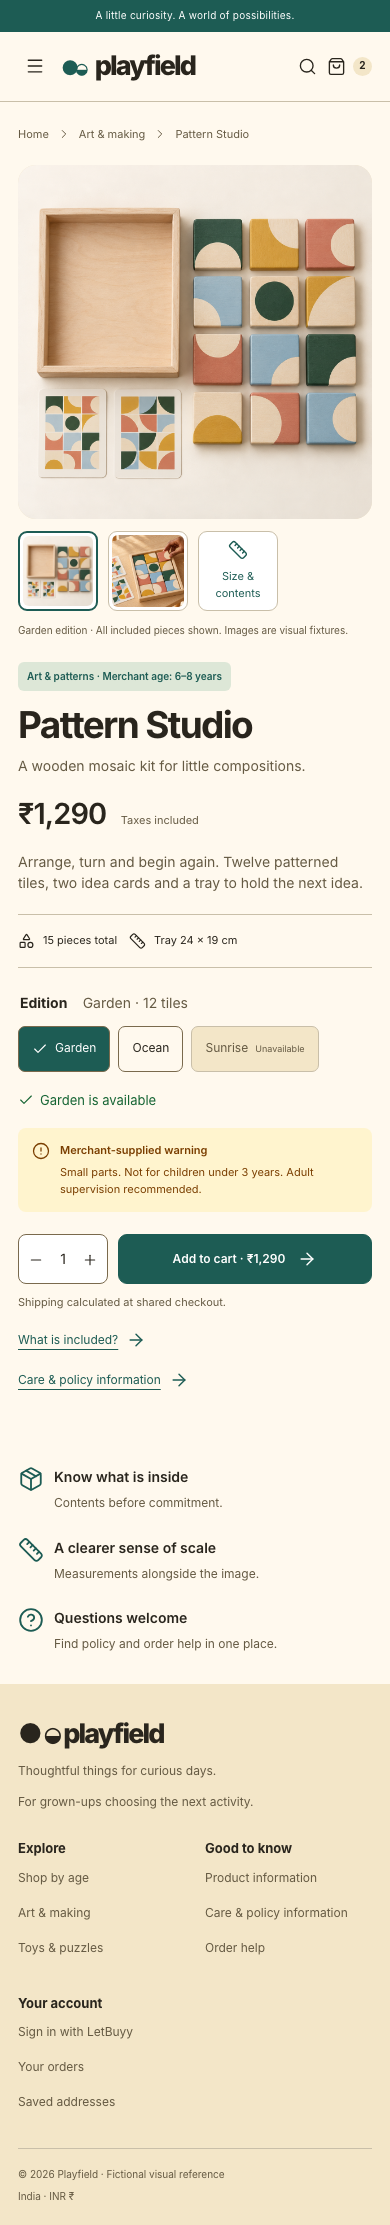 A little curiosity. A world of possibilities.
playfield
2
Home
Art & making
Pattern Studio
Size &
contents
Garden edition · All included pieces shown. Images are visual fixtures.
Art & patterns · Merchant age: 6–8 years
Pattern Studio
A wooden mosaic kit for little compositions.
₹1,290 Taxes included
Arrange, turn and begin again. Twelve patterned
tiles, two idea cards and a tray to hold the next idea.
15 pieces total Tray 24 × 19 cm
Edition Garden · 12 tiles
Garden Ocean Sunrise Unavailable
Garden is available
Merchant-supplied warning
Small parts. Not for children under 3 years. Adult
supervision recommended.
1 Add to cart · ₹1,290
Shipping calculated at shared checkout.
What is included?
Care & policy information
Know what is inside
Contents before commitment.
A clearer sense of scale
Measurements alongside the image.
Questions welcome
Find policy and order help in one place.
playfield
Thoughtful things for curious days.
For grown-ups choosing the next activity.
Explore
Shop by age
Art & making
Toys & puzzles
Good to know
Product information
Care & policy information
Order help
Your account
Sign in with LetBuyy
Your orders
Saved addresses
© 2026 Playfield · Fictional visual reference
India · INR ₹